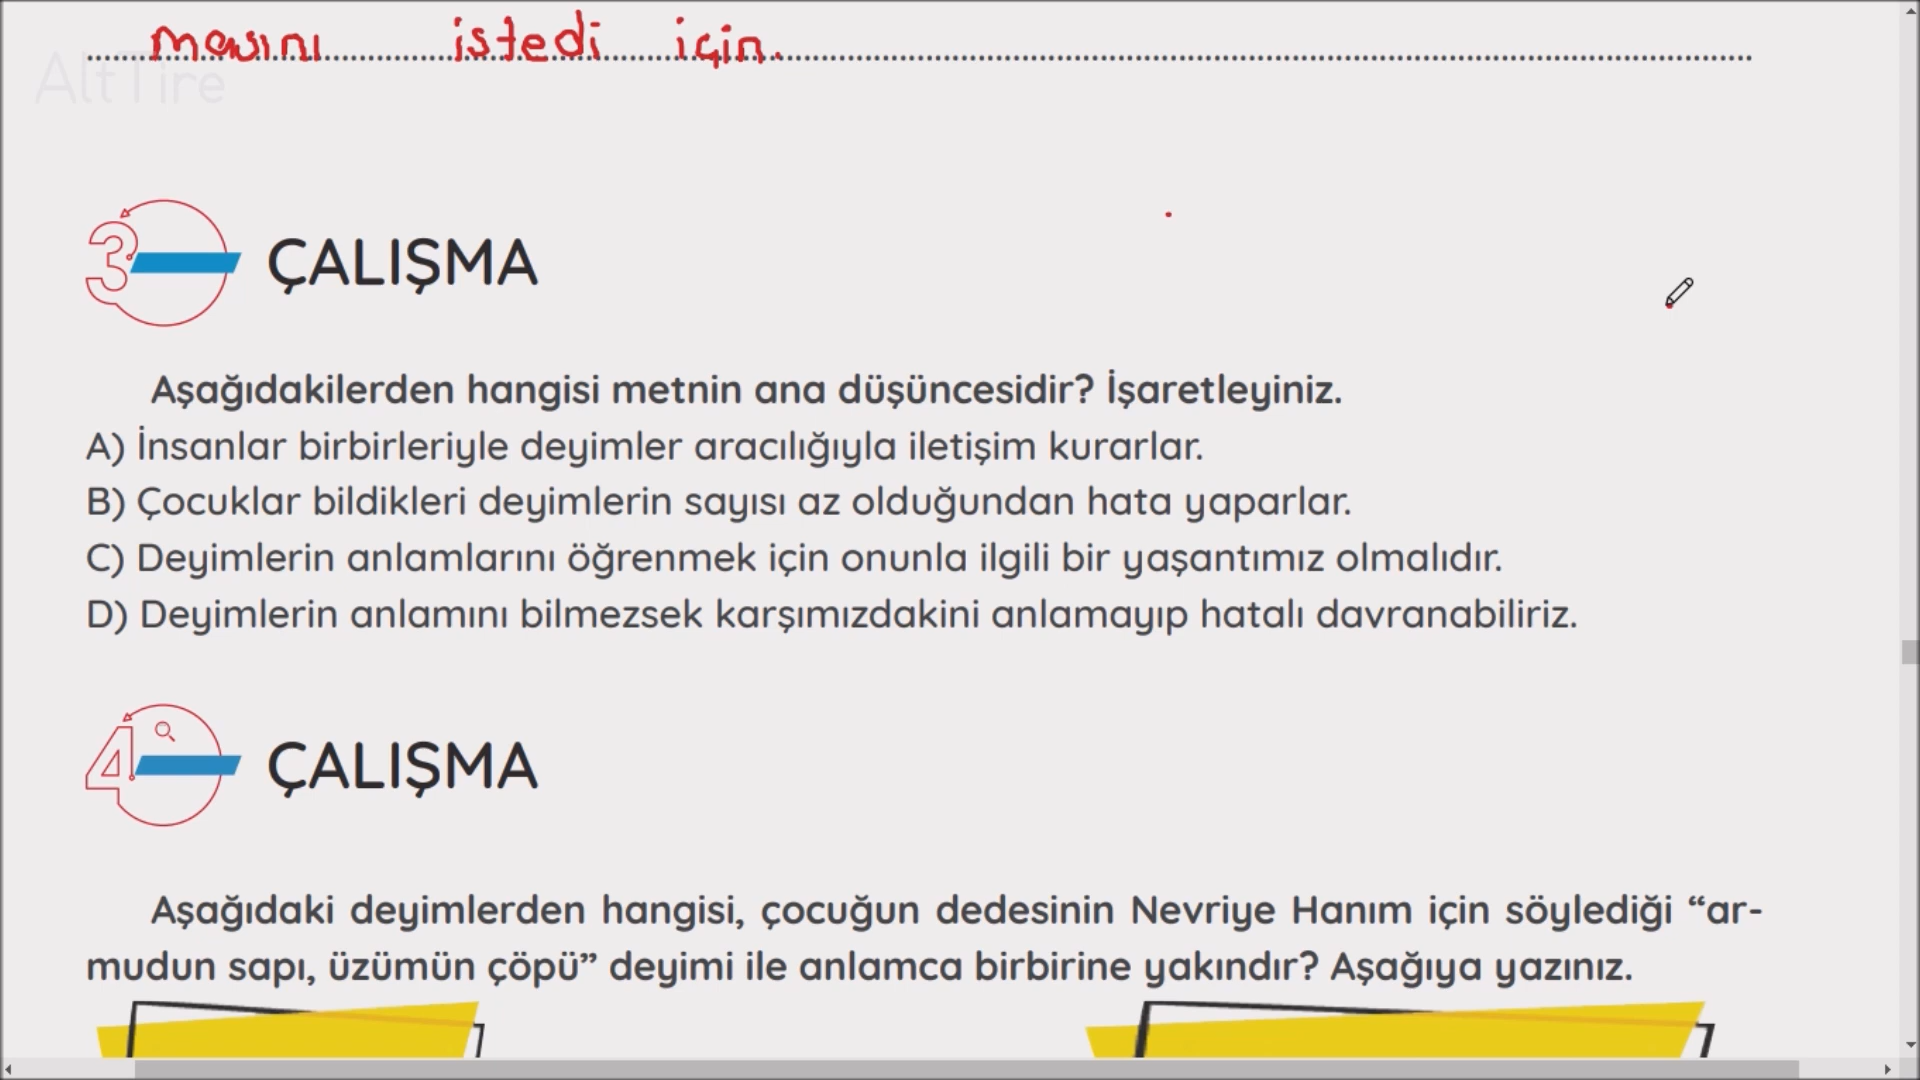 masını istedi için.
AltTire
3 ÇALIŞMA
Aşağıdakilerden hangisi metnin ana düşüncesidir? İşaretleyiniz.
A) İnsanlar birbirleriyle deyimler aracılığıyla iletişim kurarlar.
B) Çocuklar bildikleri deyimlerin sayısı az olduğundan hata yaparlar.
C) Deyimlerin anlamlarını öğrenmek için onunla ilgili bir yaşantımız olmalıdır.
D) Deyimlerin anlamını bilmezsek karşımızdakini anlamayıp hatalı davranabiliriz.
4 ÇALIŞMA
Aşağıdaki deyimlerden hangisi, çocuğun dedesinin Nevriye Hanım için söylediği “ar-
mudun sapı, üzümün çöpü” deyimi ile anlamca birbirine yakındır? Aşağıya yazınız.